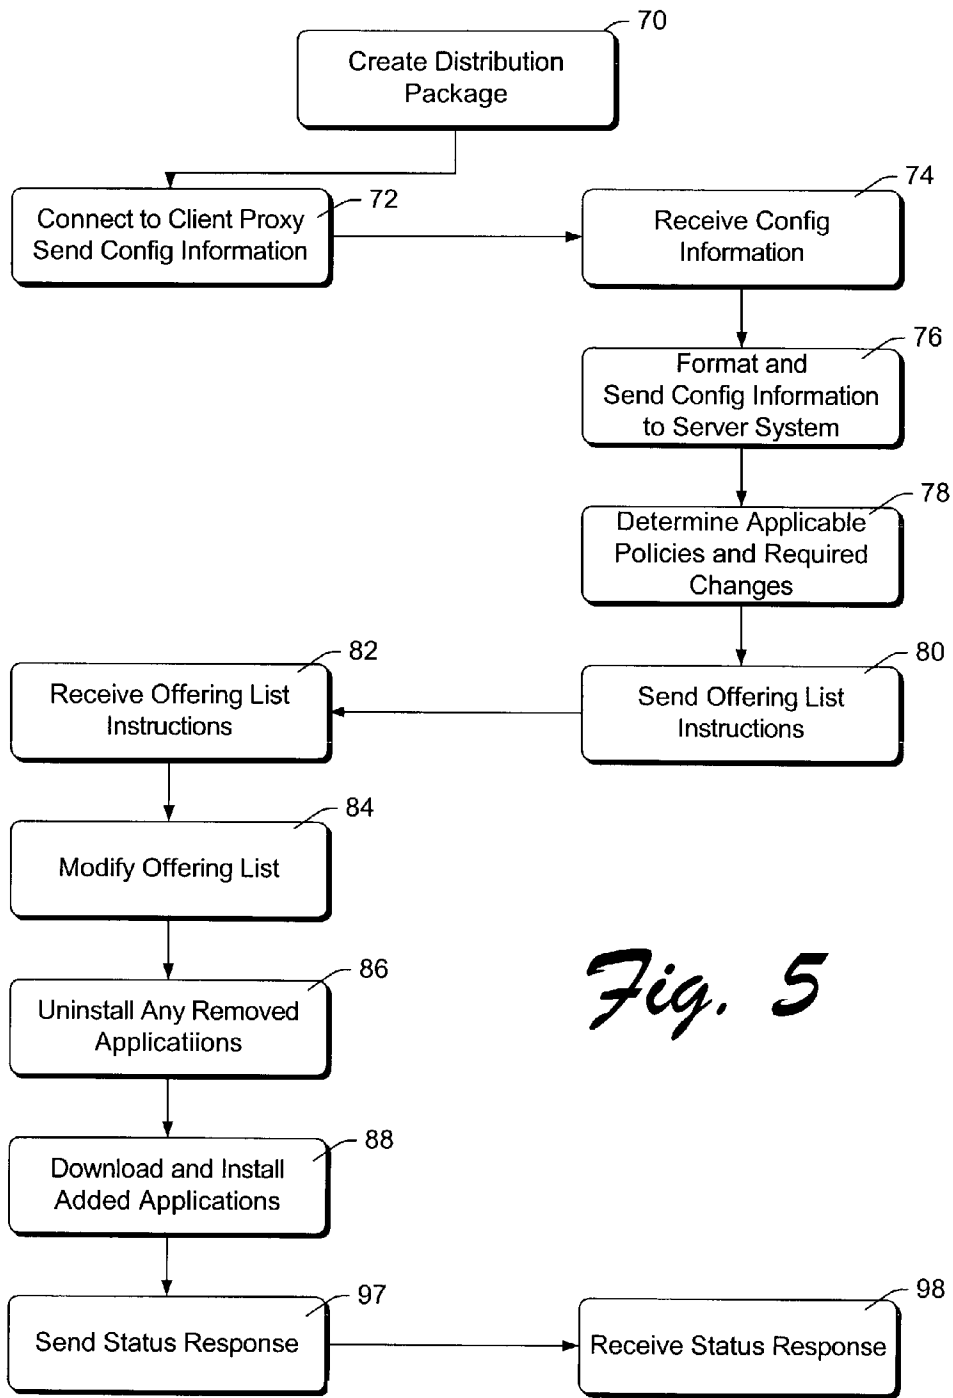 70
Create Distribution
Package
72
Connect to Client Proxy
Send Config Information
74
Receive Config
Information
76
Format and
Send Config Information
to Server System
78
Determine Applicable
Policies and Required
Changes
80
Send Offering List
Instructions
82
Receive Offering List
Instructions
84
Modify Offering List
86
Uninstall Any Removed
Applicatiions
Fig. 5
88
Download and Install
Added Applications
97
Send Status Response
98
Receive Status Response